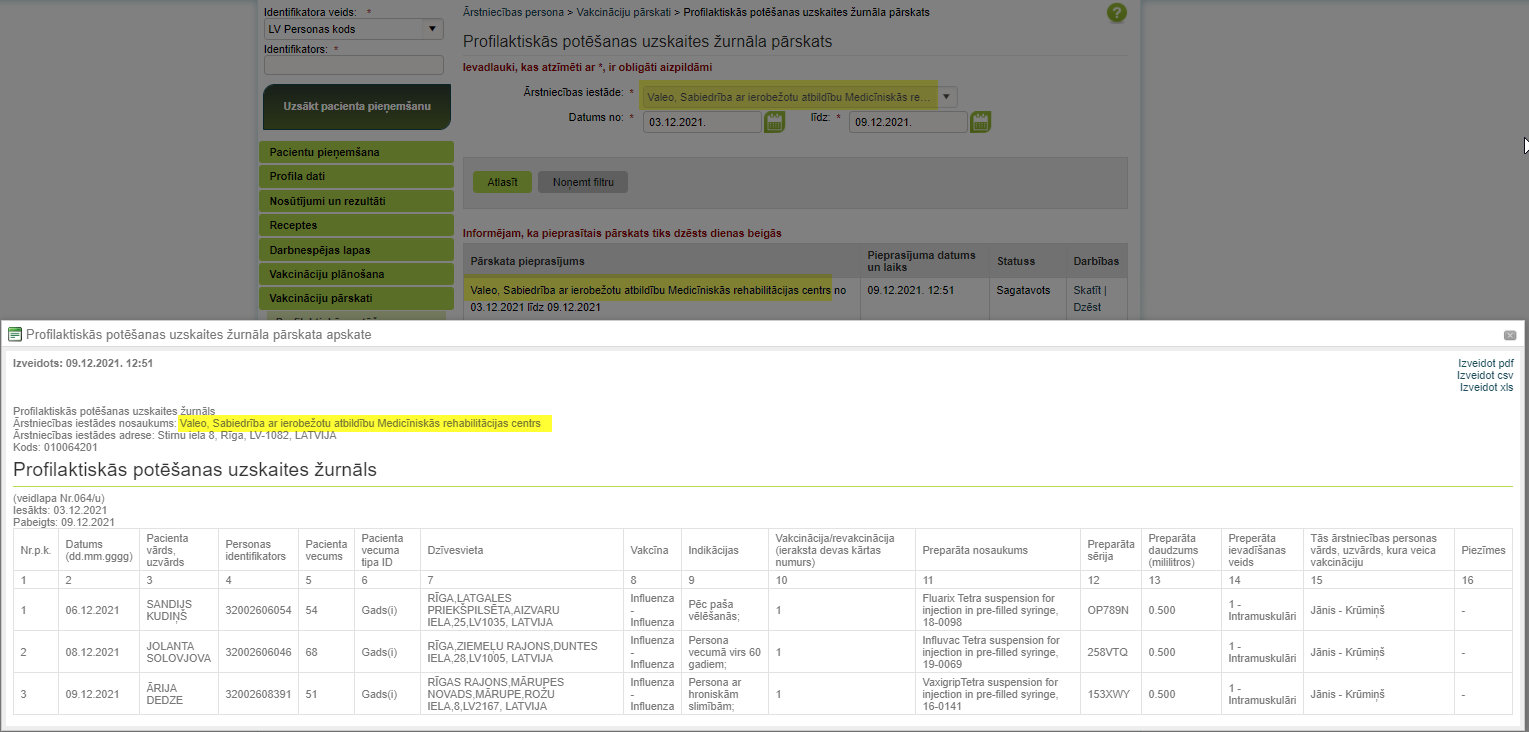 Identifikatora veids: *
LV Personas kods
Identifikators: *
Uzsākt pacienta pieņemšanu
Pacientu pieņemšana
Profila dati
Nosūtījumi un rezultāti
Receptes
Darbnespējas lapas
Vakcināciju plānošana
Vakcināciju pārskati
Ārstniecības persona > Vakcināciju pārskati > Profilaktiskās potēšanas uzskaites žurnāla pārskats
?
Profilaktiskās potēšanas uzskaites žurnāla pārskats
Ievadlauki, kas atzīmēti ar *, ir obligāti aizpildāmi
Ārstniecības iestāde: * Valeo, Sabiedrība ar ierobežotu atbildību Medicīniskās re...
Datums no: * 03.12.2021. līdz: * 09.12.2021.
Atlasīt Noņemt filtru
Informējam, ka pieprasītais pārskats tiks dzēsts dienas beigās
Pārskata pieprasījums Pieprasījuma datums un laiks Statuss Darbības
Valeo, Sabiedrība ar ierobežotu atbildību Medicīniskās rehabilitācijas centrs no 09.12.2021. 12:51 Sagatavots Skatīt |
03.12.2021 līdz 09.12.2021 Dzēst
Profilaktiskās potēšanas uzskaites žurnāla pārskata apskate
Izveidots: 09.12.2021. 12:51
Izveidot pdf
Izveidot csv
Izveidot xls
Profilaktiskās potēšanas uzskaites žurnāls
Ārstniecības iestādes nosaukums: Valeo, Sabiedrība ar ierobežotu atbildību Medicīniskās rehabilitācijas centrs
Ārstniecības iestādes adrese: Stirnu iela 8, Rīga, LV-1082, LATVIJA
Kods: 010064201
Profilaktiskās potēšanas uzskaites žurnāls
(veidlapa Nr.064/u)
Iesākts: 03.12.2021
Pabeigts: 09.12.2021
Nr.p.k. Datums (dd.mm.gggg) Pacienta vārds, uzvārds Personas identifikators Pacienta vecums Pacienta vecuma tipa ID Dzīvesvieta Vakcīna Indikācijas Vakcinācija/revakcinācija (ieraksta devas kārtas numurs) Preparāta nosaukums Preparāta sērija Preparāta daudzums (mililitros) Preperāta ievadīšanas veids Tās ārstniecības personas vārds, uzvārds, kura veica vakcināciju Piezīmes
1 2 3 4 5 6 7 8 9 10 11 12 13 14 15 16
1 06.12.2021 SANDIJS KUDIŅŠ 32002606054 54 Gads(i) RĪGA,LATGALES PRIEKŠPILSĒTA,AIZVARU IELA,25,LV1035, LATVIJA Influenza - Influenza Pēc paša vēlēšanās; 1 Fluarix Tetra suspension for injection in pre-filled syringe, 18-0098 OP789N 0.500 1 - Intramuskulāri Jānis - Krūmiņš -
2 08.12.2021 JOLANTA SOLOVJOVA 32002606046 68 Gads(i) RĪGA,ZIEMEĻU RAJONS,DUNTES IELA,28,LV1005, LATVIJA Influenza - Influenza Persona vecumā virs 60 gadiem; 1 Influvac Tetra suspension for injection in pre-filled syringe, 19-0069 258VTQ 0.500 1 - Intramuskulāri Jānis - Krūmiņš -
3 09.12.2021 ĀRIJA DEDZE 32002608391 51 Gads(i) RĪGAS RAJONS,MĀRUPES NOVADS,MĀRUPE,ROŽU IELA,8,LV2167, LATVIJA Influenza - Influenza Persona ar hroniskām slimībām; 1 VaxigripTetra suspension for injection in pre-filled syringe, 16-0141 153XWY 0.500 1 - Intramuskulāri Jānis - Krūmiņš -